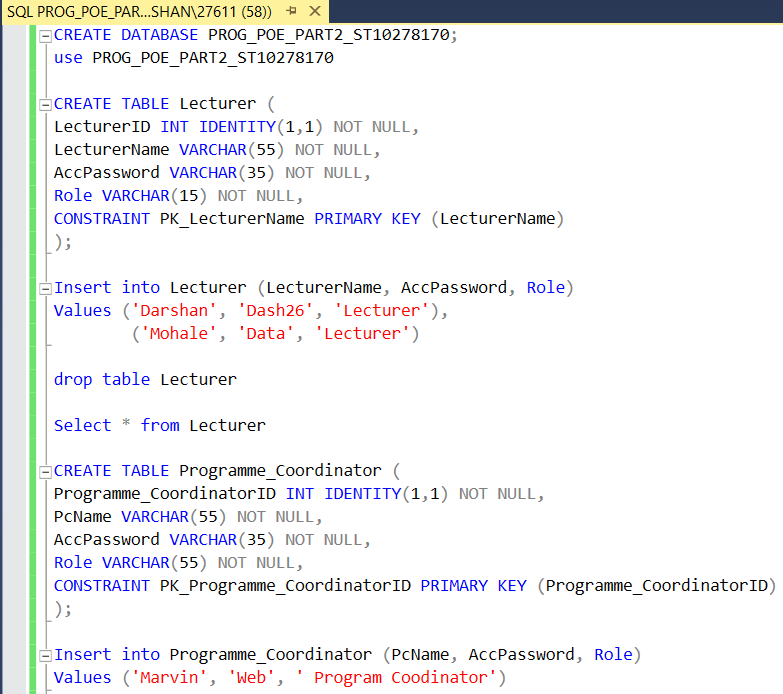 SQL PROG_POE_PAR...SHAN\27611 (58))
CREATE DATABASE PROG_POE_PART2_ST10278170;
use PROG_POE_PART2_ST10278170
CREATE TABLE Lecturer (
LecturerID INT IDENTITY(1,1) NOT NULL,
LecturerName VARCHAR(55) NOT NULL,
AccPassword VARCHAR(35) NOT NULL,
Role VARCHAR(15) NOT NULL,
CONSTRAINT PK_LecturerName PRIMARY KEY (LecturerName)
);
Insert into Lecturer (LecturerName, AccPassword, Role)
Values ('Darshan', 'Dash26', 'Lecturer'),
('Mohale', 'Data', 'Lecturer')
drop table Lecturer
Select * from Lecturer
CREATE TABLE Programme_Coordinator (
Programme_CoordinatorID INT IDENTITY(1,1) NOT NULL,
PcName VARCHAR(55) NOT NULL,
AccPassword VARCHAR(35) NOT NULL,
Role VARCHAR(55) NOT NULL,
CONSTRAINT PK_Programme_CoordinatorID PRIMARY KEY (Programme_CoordinatorID)
);
Insert into Programme_Coordinator (PcName, AccPassword, Role)
Values ('Marvin', 'Web', ' Program Coodinator')